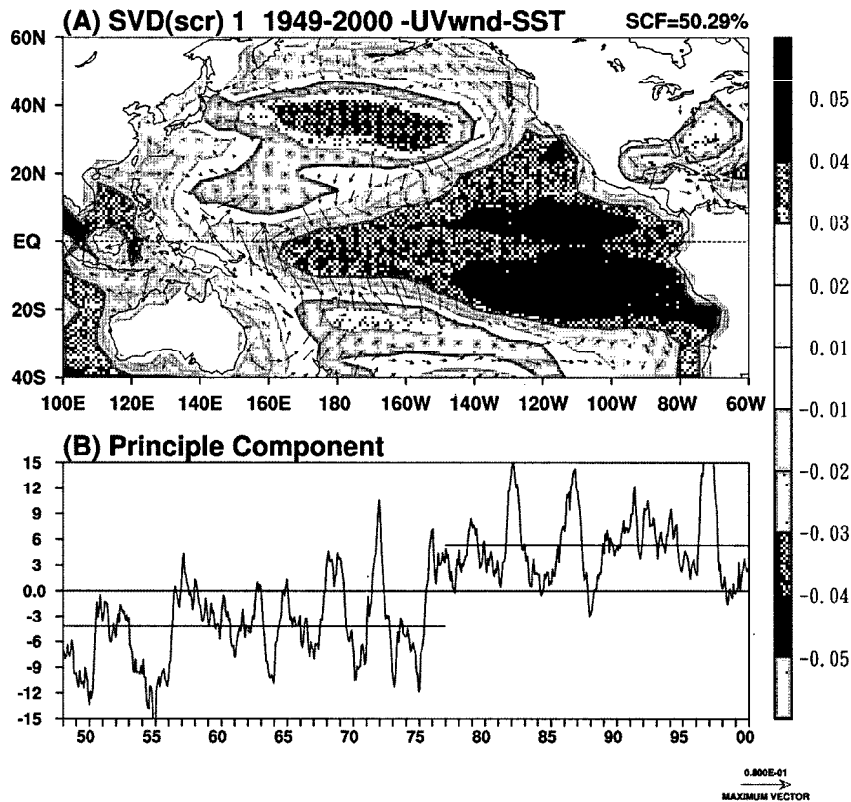 (A) SVD(scr) 1 1949-2000 -UVwnd-SST SCF=50.29%
60N
40N
20N
EQ
20S
40S
100E 120E 140E 160E 180 160W 140W 120W 100W 80W 60W
0.05
0.04
0.03
0.02
0.01
-0.01
-0.02
-0.03
-0.04
-0.05
(B) Principle Component
15
12
9
6
3
0.0
-3
-6
-9
-12
-15
50 55 60 65 70 75 80 85 90 95 00
0.800E-01
MAXIMUM VECTOR